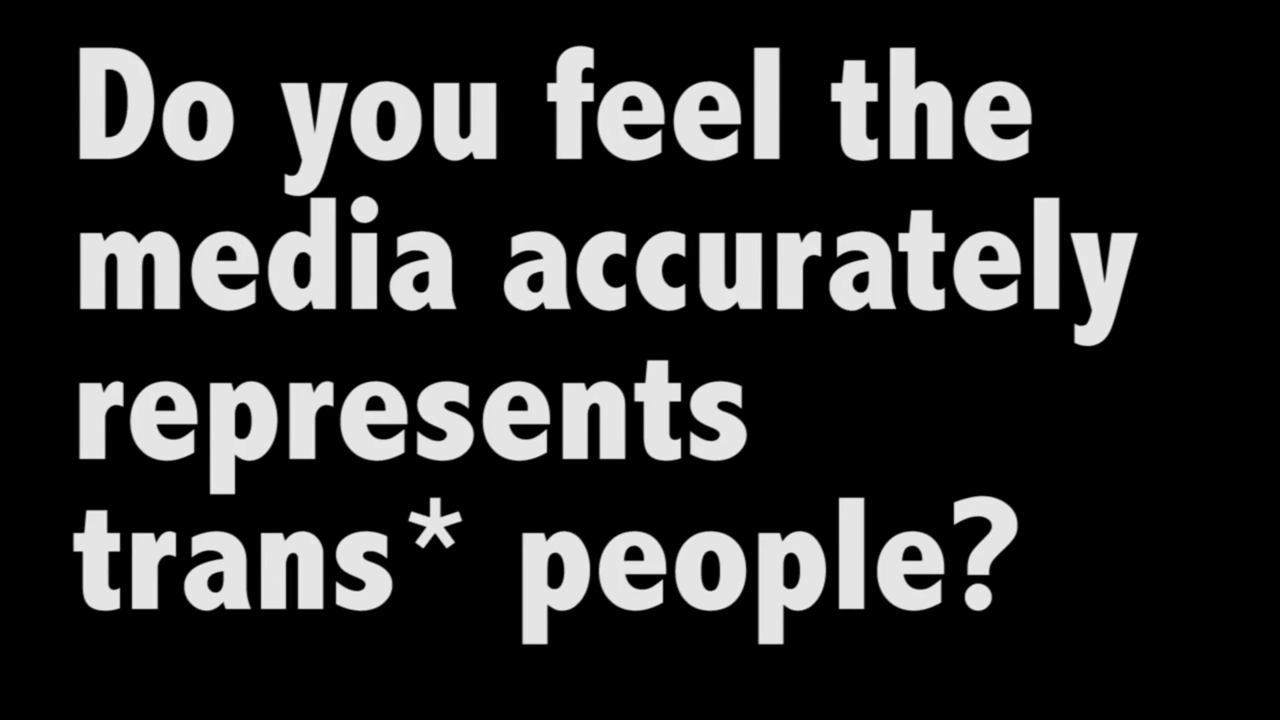 Do you feel the
media accurately
represents
trans* people?